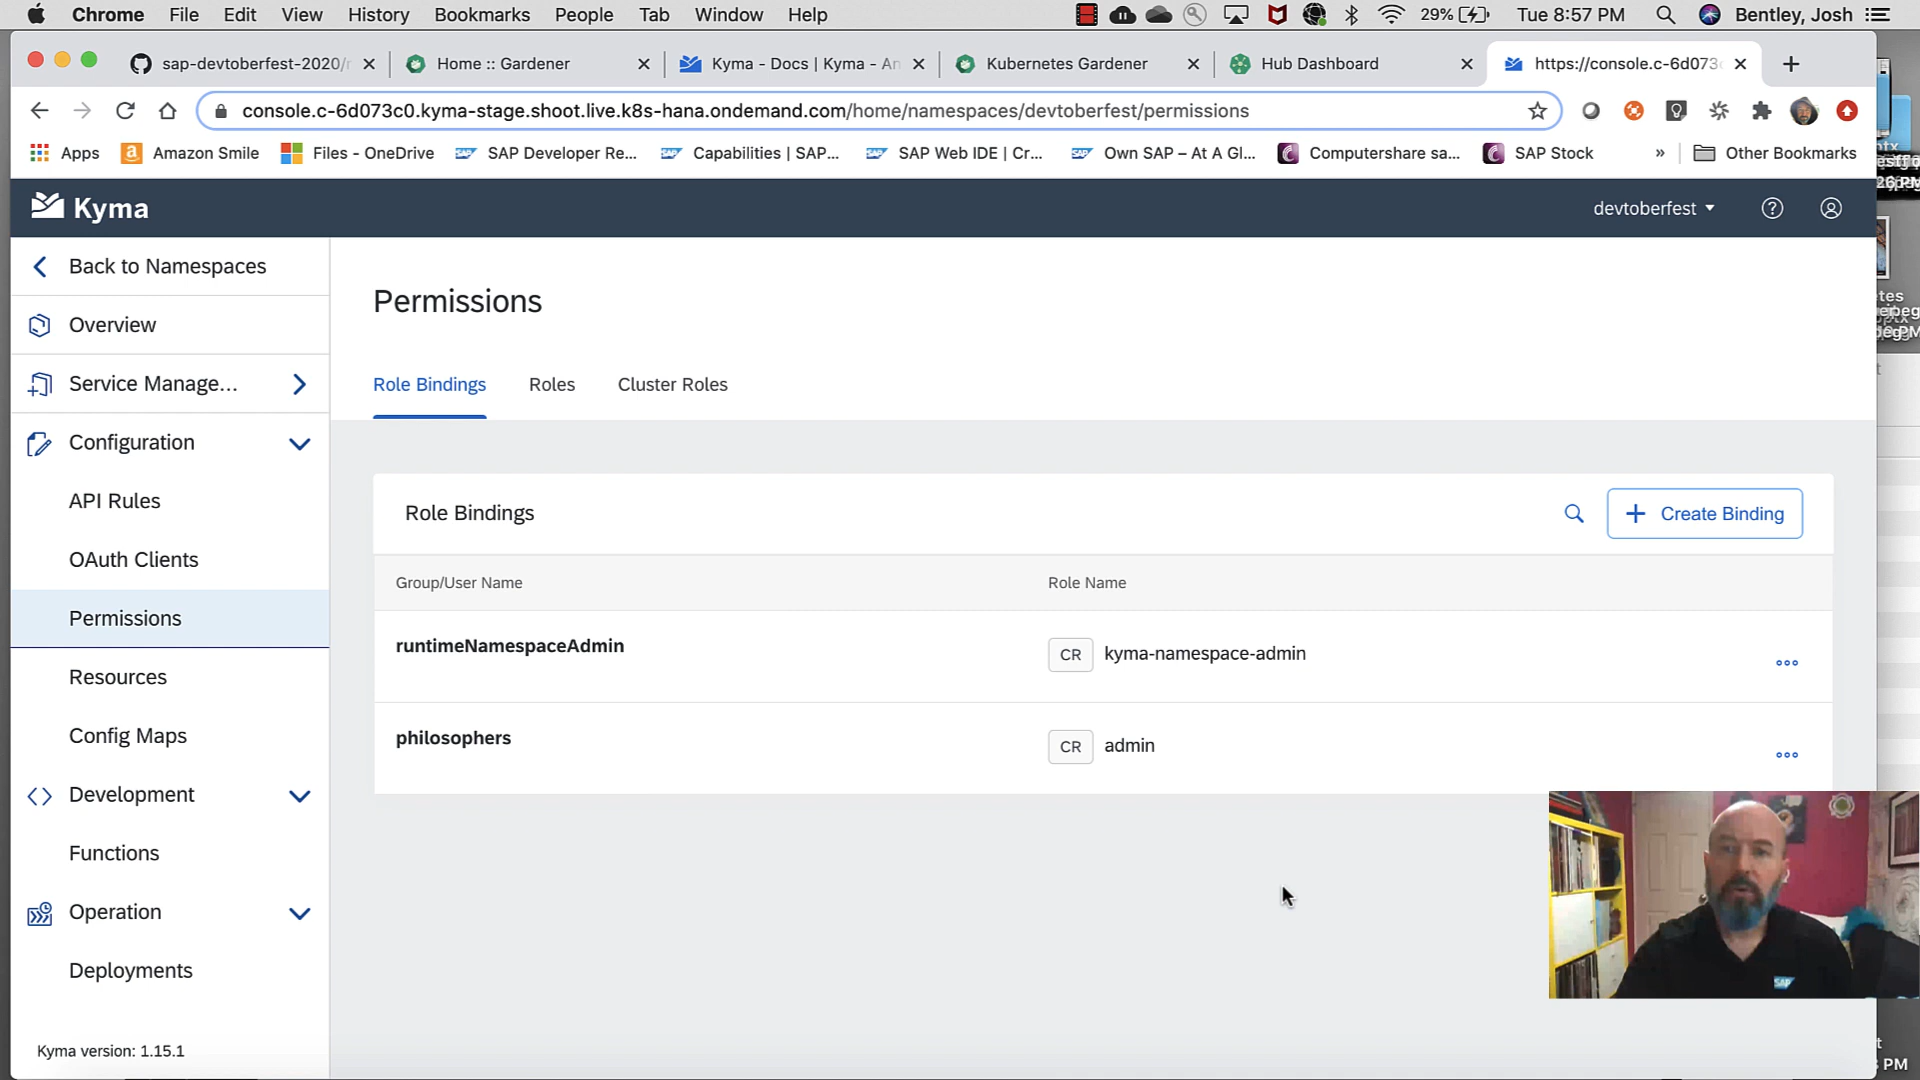 Chrome File Edit View History Bookmarks People Tab Window Help 29% Tue 8:57 PM Bentley, Josh
sap-devtoberfest-2020/r Home :: Gardener Kyma - Docs | Kyma - An Kubernetes Gardener Hub Dashboard https://console.c-6d073c
console.c-6d073c0.kyma-stage.shoot.live.k8s-hana.ondemand.com/home/namespaces/devtoberfest/permissions
Apps Amazon Smile Files - OneDrive SAP Developer Re... Capabilities | SAP... SAP Web IDE | Cr... Own SAP – At A Gl... Computershare sa... SAP Stock » Other Bookmarks
Kyma devtoberfest
Back to Namespaces
Overview
Service Manage...
Configuration
API Rules
OAuth Clients
Permissions
Resources
Config Maps
Development
Functions
Operation
Deployments
Kyma version: 1.15.1
Permissions
Role Bindings Roles Cluster Roles
Role Bindings + Create Binding
Group/User Name Role Name
runtimeNamespaceAdmin CR kyma-namespace-admin
philosophers CR admin
SAP
PM